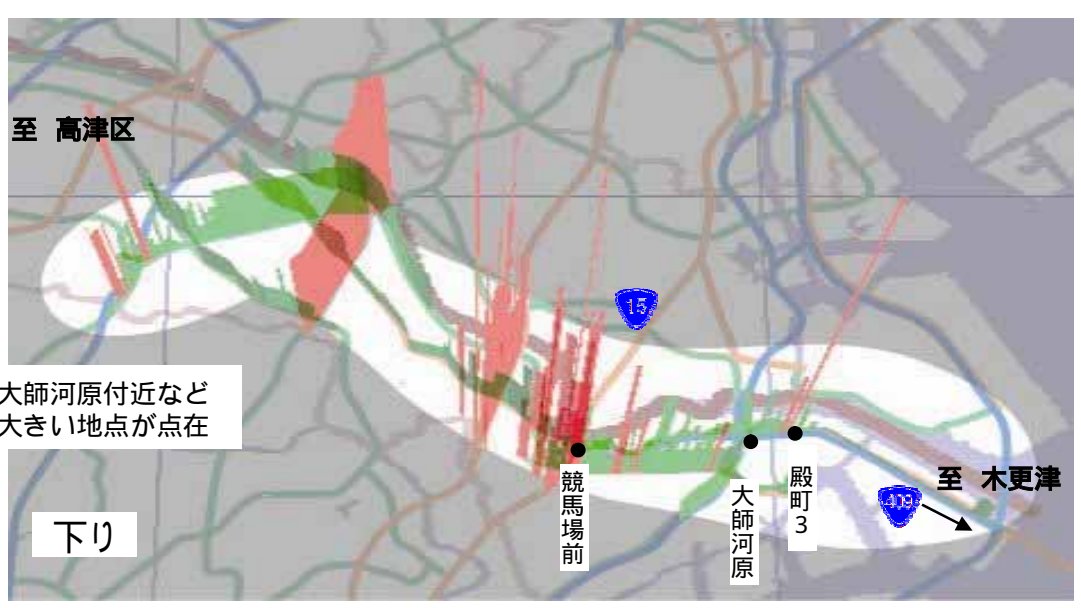 至 高津区
15
大師河原付近など
大きい地点が点在
競馬場前
大師河原
殿町3
至 木更津
409
下り